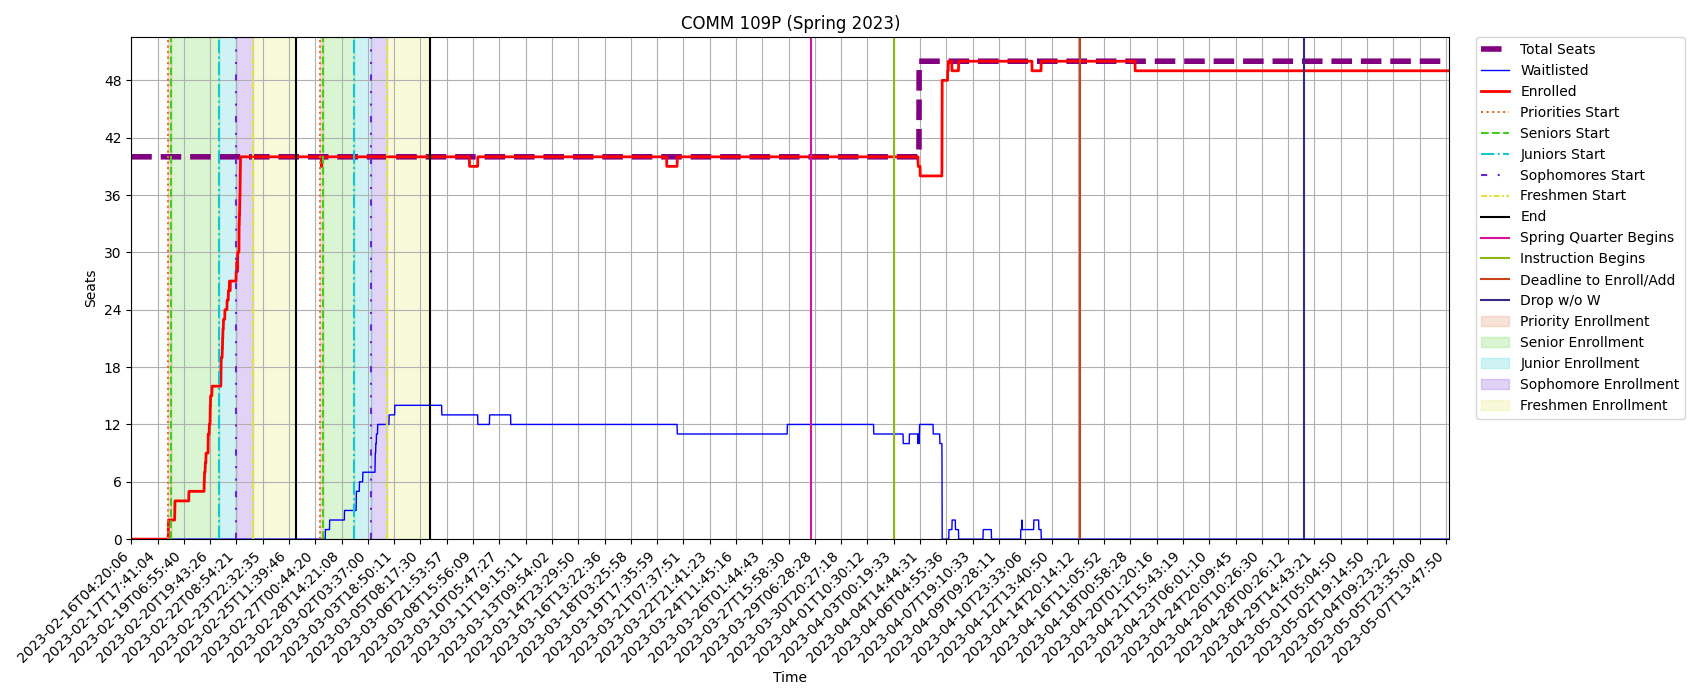 COMM 109P (Spring 2023)
Seats
48
42
36
30
24
18
12
6
0
2023-02-16T04:20:06
2023-02-17T17:41:04
2023-02-19T06:55:40
2023-02-20T19:43:26
2023-02-22T08:54:21
2023-02-23T22:32:35
2023-02-25T11:39:46
2023-02-27T00:44:20
2023-02-28T14:21:08
2023-03-02T03:37:00
2023-03-03T18:50:11
2023-03-05T08:17:30
2023-03-06T21:53:57
2023-03-08T15:56:09
2023-03-10T05:47:27
2023-03-11T19:15:11
2023-03-13T09:54:02
2023-03-14T23:29:50
2023-03-16T13:22:36
2023-03-18T03:25:58
2023-03-19T17:35:59
2023-03-21T07:37:51
2023-03-22T21:41:23
2023-03-24T11:45:16
2023-03-26T01:44:43
2023-03-27T15:58:30
2023-03-29T06:28:28
2023-03-30T20:27:18
2023-04-01T10:30:12
2023-04-03T00:19:33
2023-04-04T14:44:31
2023-04-06T04:55:36
2023-04-07T19:10:33
2023-04-09T09:28:11
2023-04-10T23:33:06
2023-04-12T13:40:50
2023-04-14T20:14:12
2023-04-16T11:05:52
2023-04-18T00:58:28
2023-04-20T01:20:16
2023-04-21T15:43:19
2023-04-23T06:01:10
2023-04-24T20:09:45
2023-04-26T10:26:30
2023-04-28T00:26:12
2023-04-29T14:43:21
2023-05-01T05:04:50
2023-05-02T19:14:50
2023-05-04T09:23:22
2023-05-05T23:35:00
2023-05-07T13:47:50
Time
Total Seats
Waitlisted
Enrolled
Priorities Start
Seniors Start
Juniors Start
Sophomores Start
Freshmen Start
End
Spring Quarter Begins
Instruction Begins
Deadline to Enroll/Add
Drop w/o W
Priority Enrollment
Senior Enrollment
Junior Enrollment
Sophomore Enrollment
Freshmen Enrollment